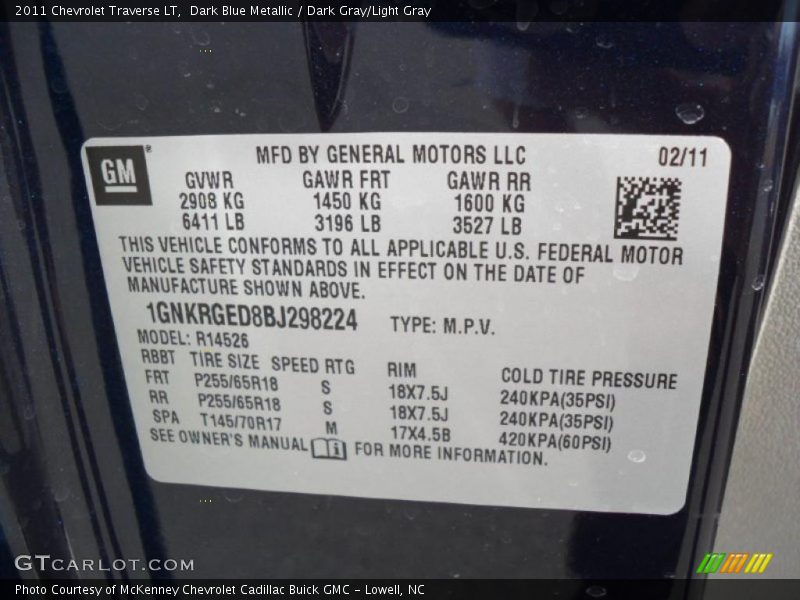 2011 Chevrolet Traverse LT,  Dark Blue Metallic / Dark Gray/Light Gray
GM®
MFD BY GENERAL MOTORS LLC 02/11
GVWR GAWR FRT GAWR RR
2908 KG 1450 KG 1600 KG
6411 LB 3196 LB 3527 LB
THIS VEHICLE CONFORMS TO ALL APPLICABLE U.S. FEDERAL MOTOR
VEHICLE SAFETY STANDARDS IN EFFECT ON THE DATE OF
MANUFACTURE SHOWN ABOVE.
1GNKRGED8BJ298224 TYPE: M.P.V.
MODEL: R14526
RBBT TIRE SIZE SPEED RTG RIM COLD TIRE PRESSURE
FRT P255/65R18 S 18X7.5J 240KPA(35PSI)
RR P255/65R18 S 18X7.5J 240KPA(35PSI)
SPA T145/70R17 M 17X4.5B 420KPA(60PSI)
SEE OWNER'S MANUAL FOR MORE INFORMATION.
GTCARLOT.COM
Photo Courtesy of McKenney Chevrolet Cadillac Buick GMC - Lowell, NC